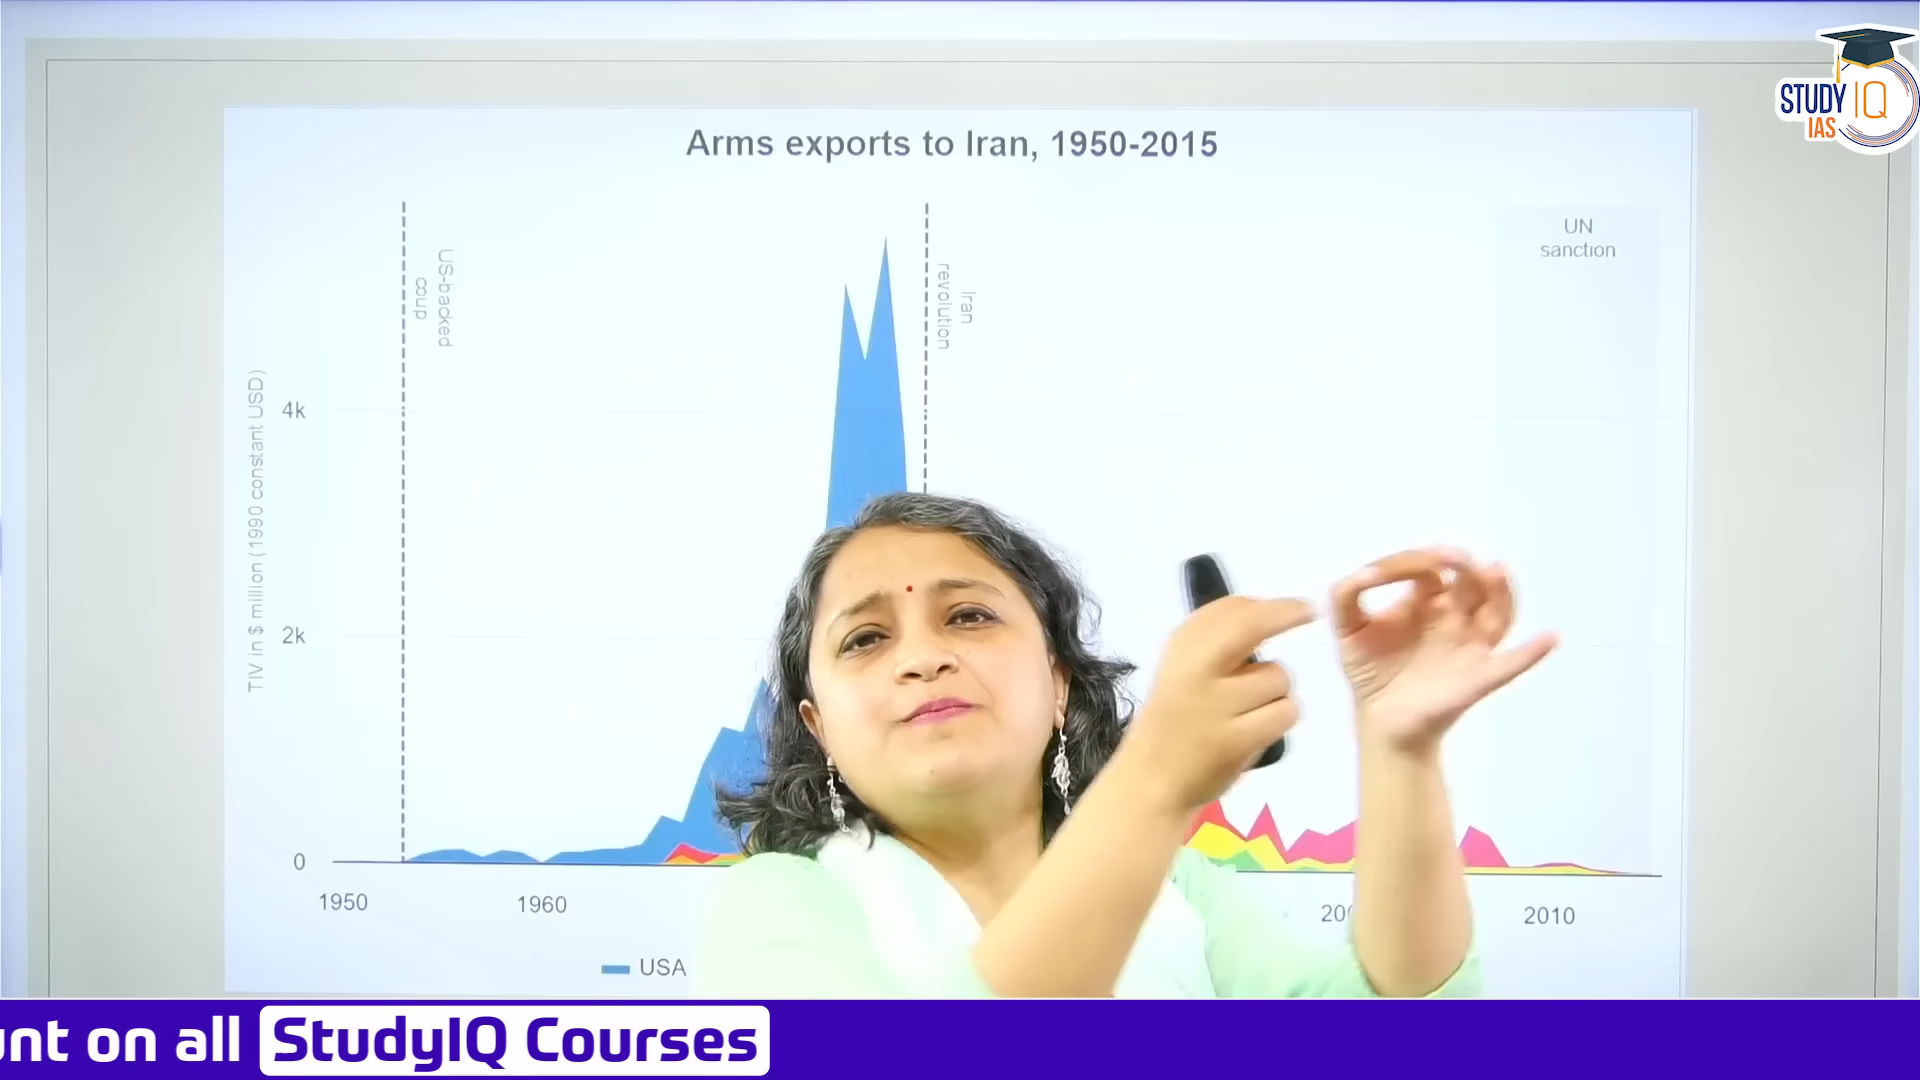 STUDY IQ
IAS
Arms exports to Iran, 1950-2015
US-backed
coup
Iran
revolution
UN
sanction
TIV in $ million (1990 constant USD)
4k
2k
0
1950
1960
2010
USA
on all StudyIQ Courses